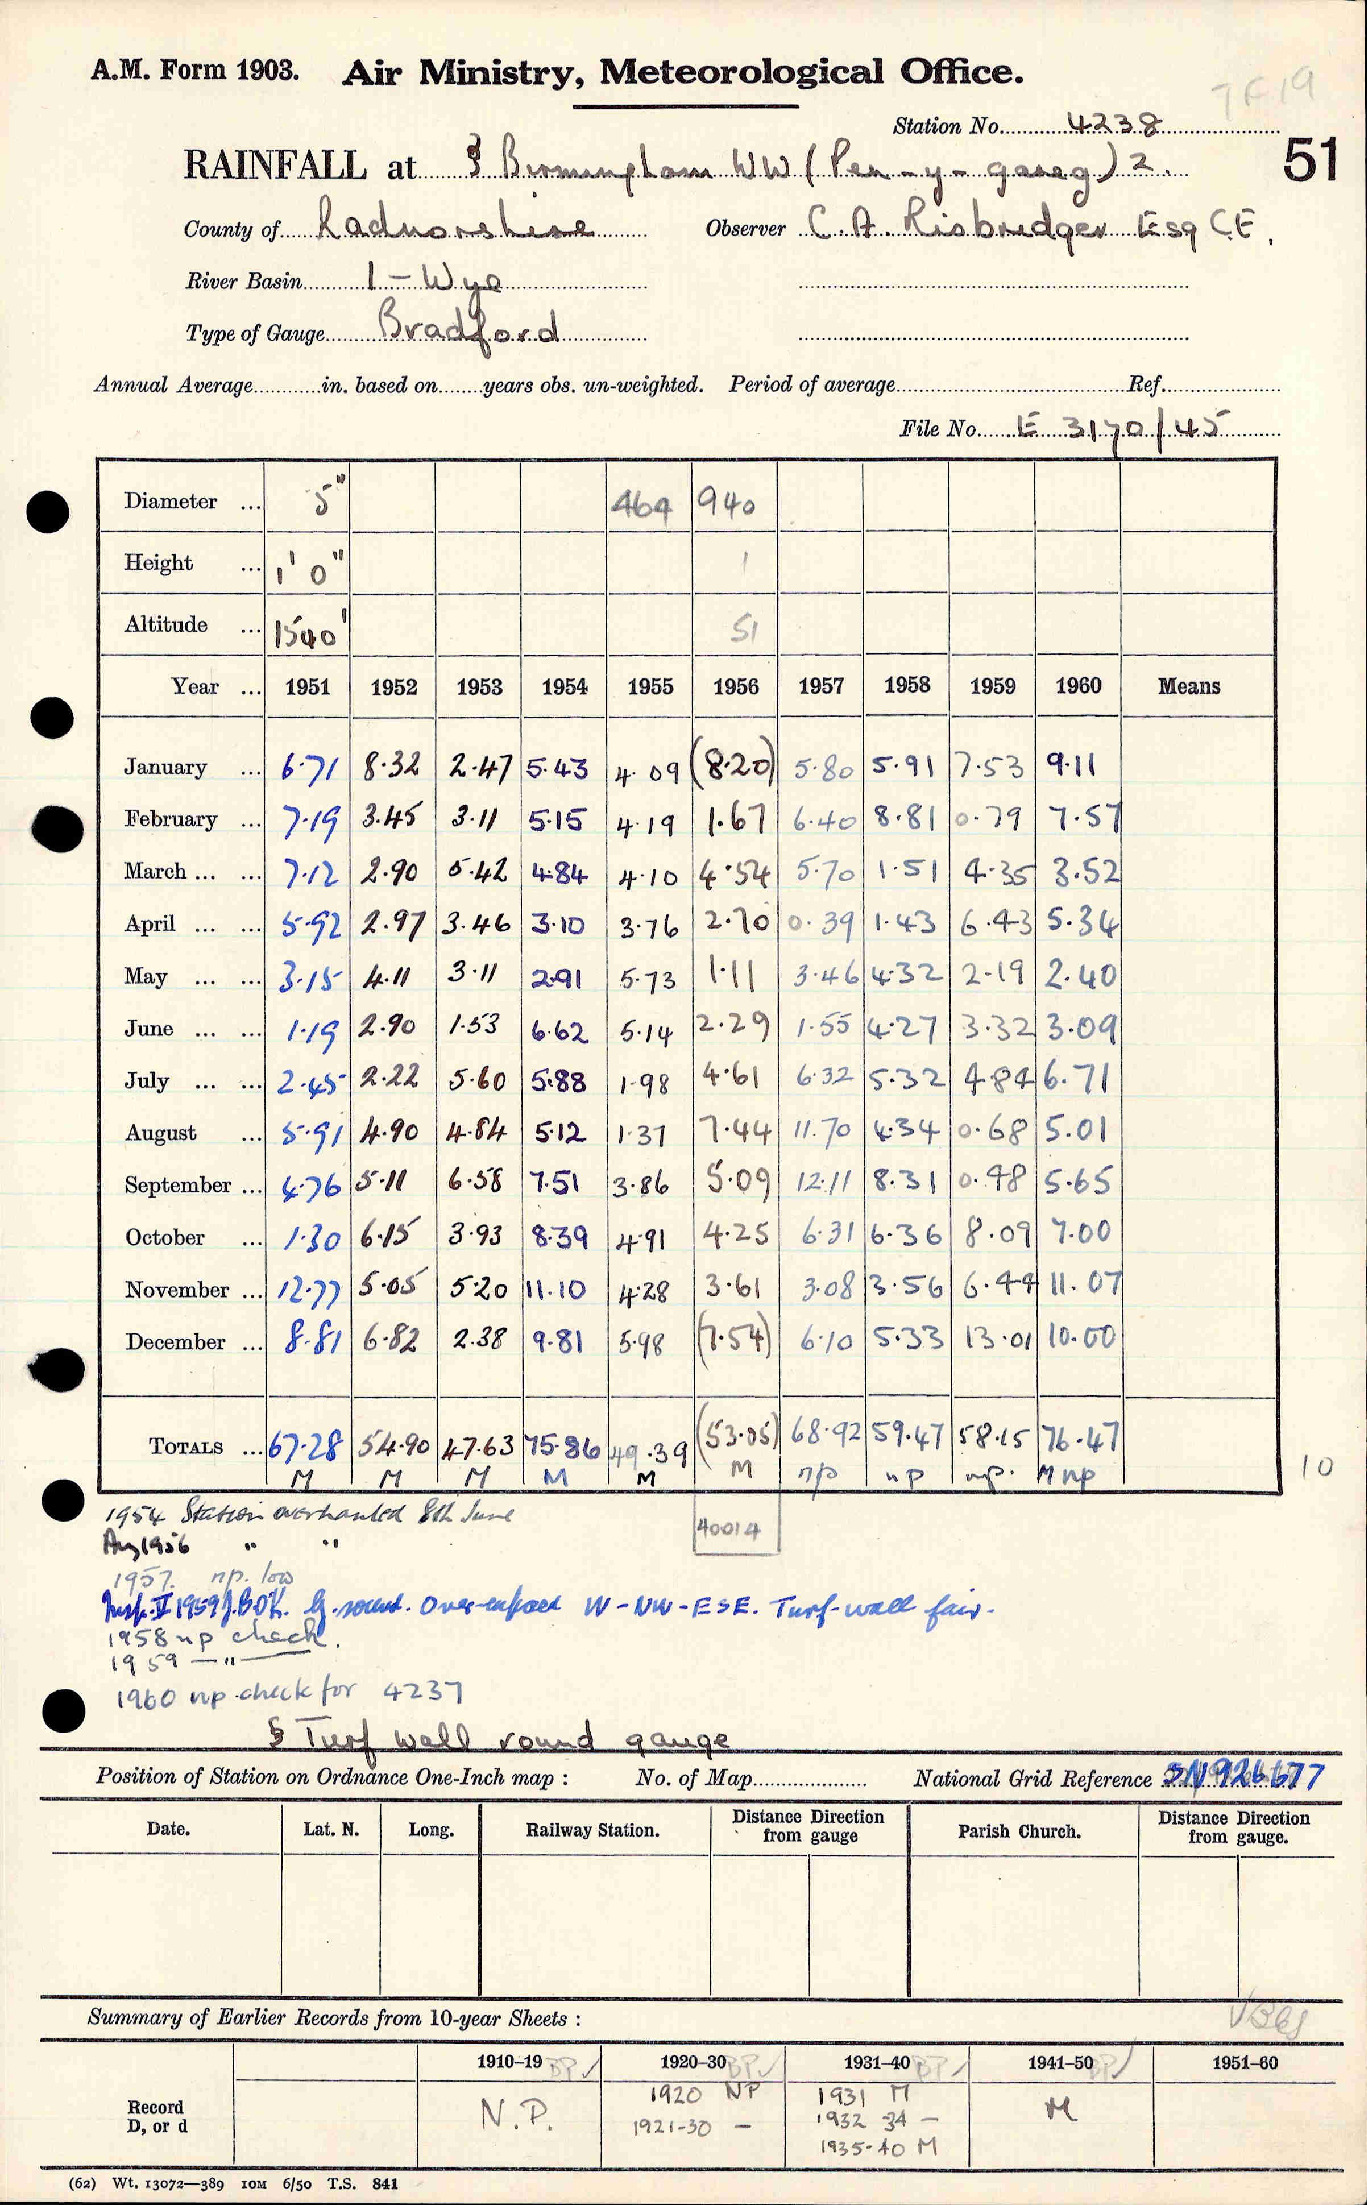 7F19
A.M. Form 1903. Air Ministry, Meteorological Office.
Station No. 4238
51
RAINFALL at § Birmingham WW (Pen-y-gareg) 2.
County of Radnorshire Observer C.A. Risbridger Esq C.E.
River Basin 1 - Wye
Type of Gauge Bradford
Annual Average in. based on years obs. un-weighted. Period of average Ref.
File No. E 3170/45
Diameter ... 5" 464 940
Height ... 1' 0" 1
Altitude ... 1540' 51
Year ... 1951 1952 1953 1954 1955 1956 1957 1958 1959 1960 Means
January ... 6.71 8.32 2.47 5.43 4.09 (8.20) 5.80 5.91 7.53 9.11
February ... 7.19 3.45 3.11 5.15 4.19 1.67 6.40 8.81 0.79 7.57
March ... ... 7.12 2.90 5.42 4.84 4.10 4.54 5.70 1.51 4.35 3.52
April ... ... 5.92 2.97 3.46 3.10 3.76 2.70 0.39 1.43 6.43 5.34
May ... ... 3.15 4.11 3.11 2.91 5.73 1.11 3.46 4.32 2.19 2.40
June ... ... 1.19 2.90 1.53 6.62 5.14 2.29 1.55 4.27 3.32 3.09
July ... ... 2.45 2.22 5.60 5.88 1.98 4.61 6.32 5.32 4.84 6.71
August ... 5.91 4.90 4.84 5.12 1.37 7.44 11.70 4.34 0.68 5.01
September ... 4.76 5.11 6.58 7.51 3.86 5.09 12.11 8.31 0.98 5.65
October ... 1.30 6.15 3.93 8.39 4.91 4.25 6.31 6.36 8.09 7.00
November ... 12.77 5.05 5.20 11.10 4.28 3.61 3.08 3.56 6.44 11.07
December ... 8.81 6.82 2.38 9.81 5.98 (7.54) 6.10 5.33 13.01 10.00
TOTALS ... 67.28 54.90 47.63 75.86 49.39 (53.05) 68.92 59.47 58.15 76.47
M M M M M M np np np. M np
10
1954 Station overhauled 8th June
40014
Aug 1956 " "
1957. np. low
Insp. II 1959 J.B. OK. G. sound. Over-exposed W-NW-ESE. Turf-wall fair.
1958 np check.
1959 — " —
1960 np check for 4237
§ Turf wall round gauge
Position of Station on Ordnance One-Inch map : No. of Map National Grid Reference SN 926677
Date. Lat. N. Long. Railway Station. Distance Direction from gauge Parish Church. Distance Direction from gauge.
Summary of Earlier Records from 10-year Sheets :
1910-19 BP✓ 1920-30 BP✓ 1931-40 BP✓ 1941-50 BP✓ 1951-60
Record D, or d
N.P.
1920 NP
1921-30 -
1931 M
1932 34 -
1935-40 M
M
(62) Wt. 13072—389 10M 6/50 T.S. 841